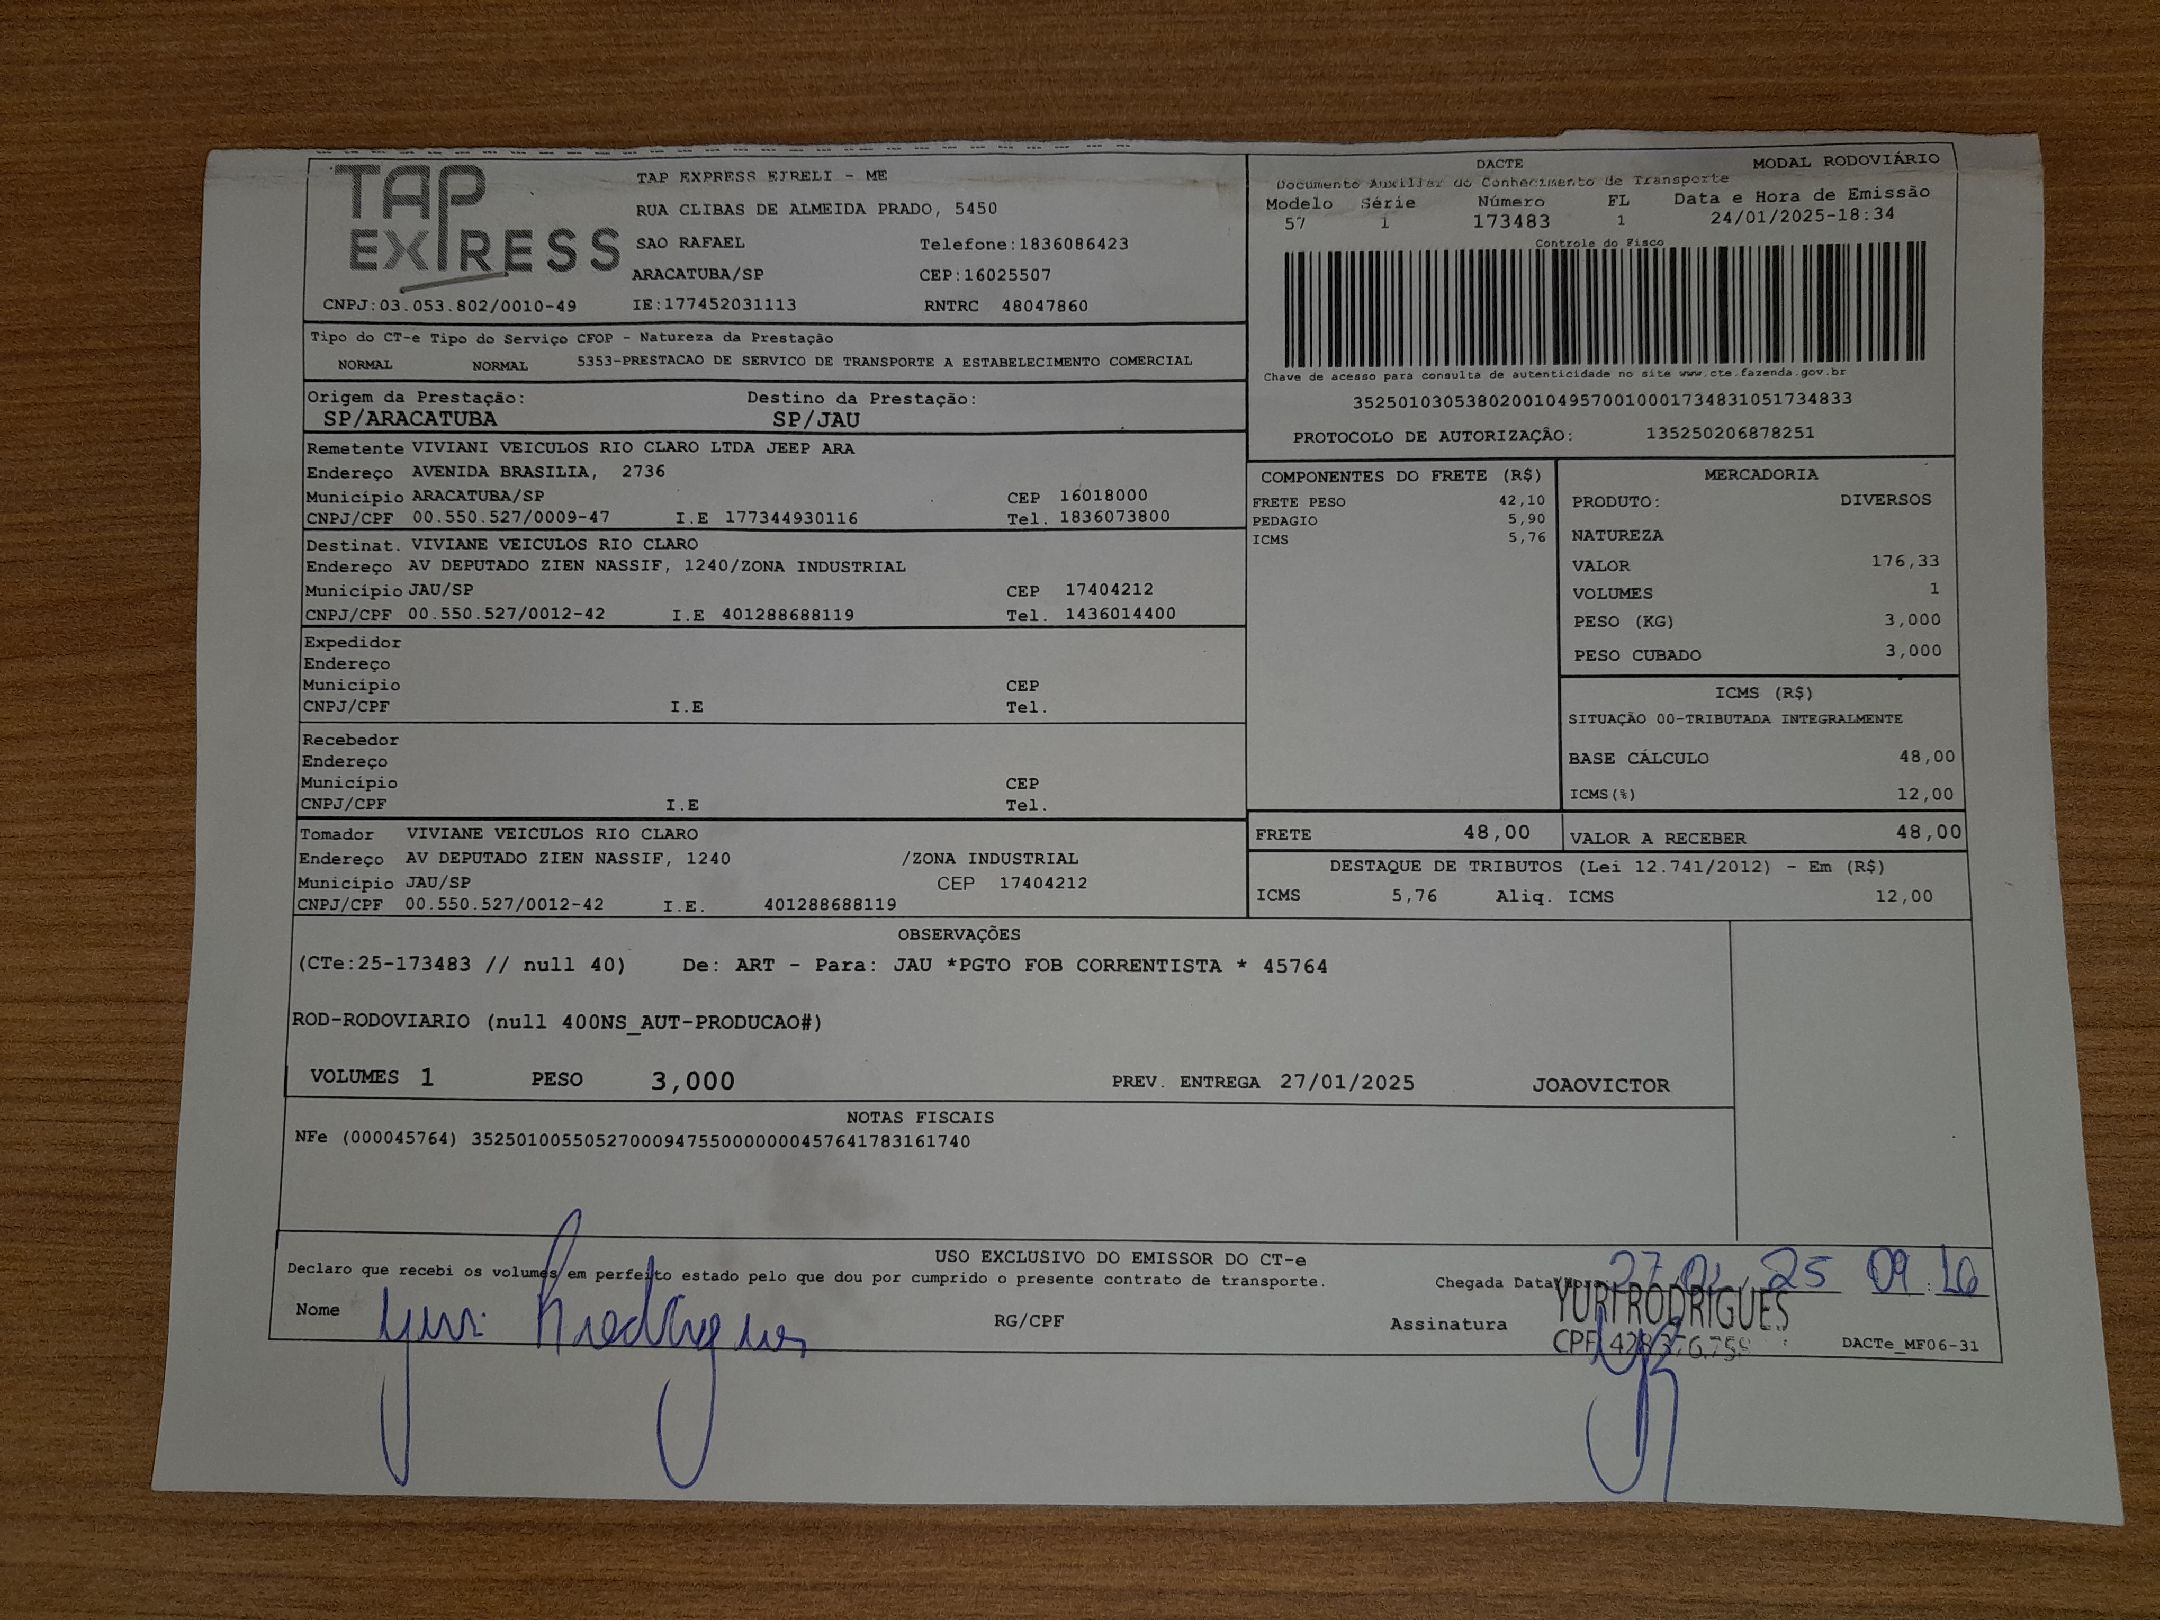 TAP EXPRESS
TAP EXPRESS EIRELI - ME
RUA CLIBAS DE ALMEIDA PRADO, 5450
SAO RAFAEL Telefone:1836086423
ARACATUBA/SP CEP:16025507
CNPJ:03.053.802/0010-49 IE:177452031113 RNTRC 48047860
DACTE MODAL RODOVIÁRIO
Documento Auxiliar do Conhecimento de Transporte
Modelo Série Número FL Data e Hora de Emissão
57 1 173483 1 24/01/2025-18:34
Controle do Fisco
Chave de acesso para consulta de autenticidade no site www.cte.fazenda.gov.br
35250103053802001049570010001734831051734833
PROTOCOLO DE AUTORIZAÇÃO: 135250206878251
Tipo do CT-e Tipo do Serviço CFOP - Natureza da Prestação
NORMAL NORMAL 5353-PRESTACAO DE SERVICO DE TRANSPORTE A ESTABELECIMENTO COMERCIAL
Origem da Prestação: Destino da Prestação:
SP/ARACATUBA SP/JAU
Remetente VIVIANI VEICULOS RIO CLARO LTDA JEEP ARA
Endereço AVENIDA BRASILIA, 2736
Município ARACATUBA/SP CEP 16018000
CNPJ/CPF 00.550.527/0009-47 I.E 177344930116 Tel. 1836073800
Destinat. VIVIANE VEICULOS RIO CLARO
Endereço AV DEPUTADO ZIEN NASSIF, 1240/ZONA INDUSTRIAL
Município JAU/SP CEP 17404212
CNPJ/CPF 00.550.527/0012-42 I.E 401288688119 Tel. 1436014400
Expedidor
Endereço
Município CEP
CNPJ/CPF I.E Tel.
Recebedor
Endereço
Município CEP
CNPJ/CPF I.E Tel.
Tomador VIVIANE VEICULOS RIO CLARO
Endereço AV DEPUTADO ZIEN NASSIF, 1240 /ZONA INDUSTRIAL
Município JAU/SP CEP 17404212
CNPJ/CPF 00.550.527/0012-42 I.E. 401288688119
COMPONENTES DO FRETE (R$)
FRETE PESO 42,10
PEDAGIO 5,90
ICMS 5,76
MERCADORIA
PRODUTO: DIVERSOS
NATUREZA
VALOR 176,33
VOLUMES 1
PESO (KG) 3,000
PESO CUBADO 3,000
ICMS (R$)
SITUAÇÃO 00-TRIBUTADA INTEGRALMENTE
BASE CÁLCULO 48,00
ICMS(%) 12,00
FRETE 48,00 VALOR A RECEBER 48,00
DESTAQUE DE TRIBUTOS (Lei 12.741/2012) - Em (R$)
ICMS 5,76 Aliq. ICMS 12,00
OBSERVAÇÕES
(CTe:25-173483 // null 40) De: ART - Para: JAU *PGTO FOB CORRENTISTA * 45764
ROD-RODOVIARIO (null 400NS_AUT-PRODUCAO#)
VOLUMES 1 PESO 3,000 PREV. ENTREGA 27/01/2025 JOAOVICTOR
NOTAS FISCAIS
NFe (000045764) 35250100550527000947550000000457641783161740
USO EXCLUSIVO DO EMISSOR DO CT-e
Declaro que recebi os volumes em perfeito estado pelo que dou por cumprido o presente contrato de transporte. Chegada Data/Hora: 27/01/25 09:16
Nome Yuri Rodrigues RG/CPF Assinatura
YURI RODRIGUES
CPF 428.376.758
DACTe_MF06-31